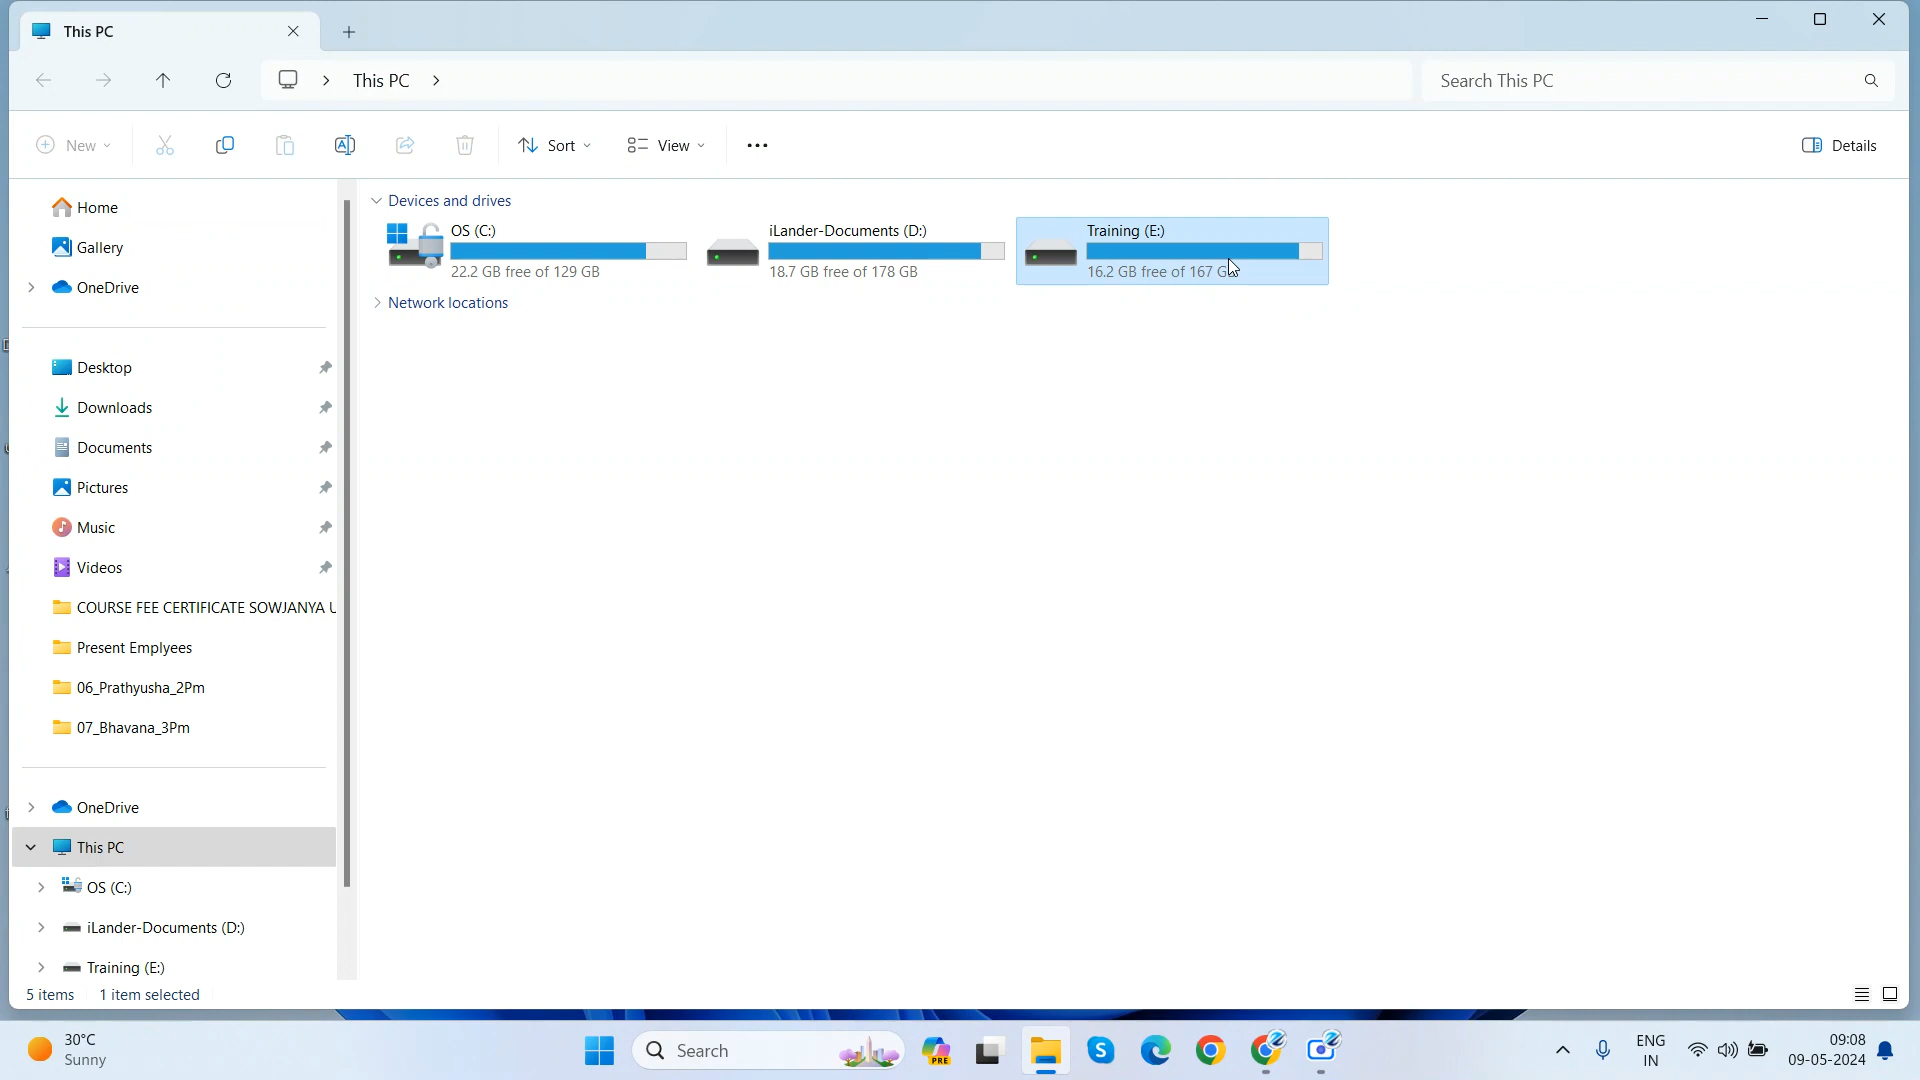 This PC
This PC
Search This PC
New
Sort
View
Details
Home
Gallery
OneDrive
Desktop
Downloads
Documents
Pictures
Music
Videos
COURSE FEE CERTIFICATE SOWJANYA U
Present Emplyees
06_Prathyusha_2Pm
07_Bhavana_3Pm
OneDrive
This PC
OS (C:)
iLander-Documents (D:)
Training (E:)
5 items 1 item selected
Devices and drives
OS (C:)
22.2 GB free of 129 GB
iLander-Documents (D:)
18.7 GB free of 178 GB
Training (E:)
16.2 GB free of 167 GB
Network locations
30°C
Sunny
Search
PRE
ENG
IN
09:08
09-05-2024